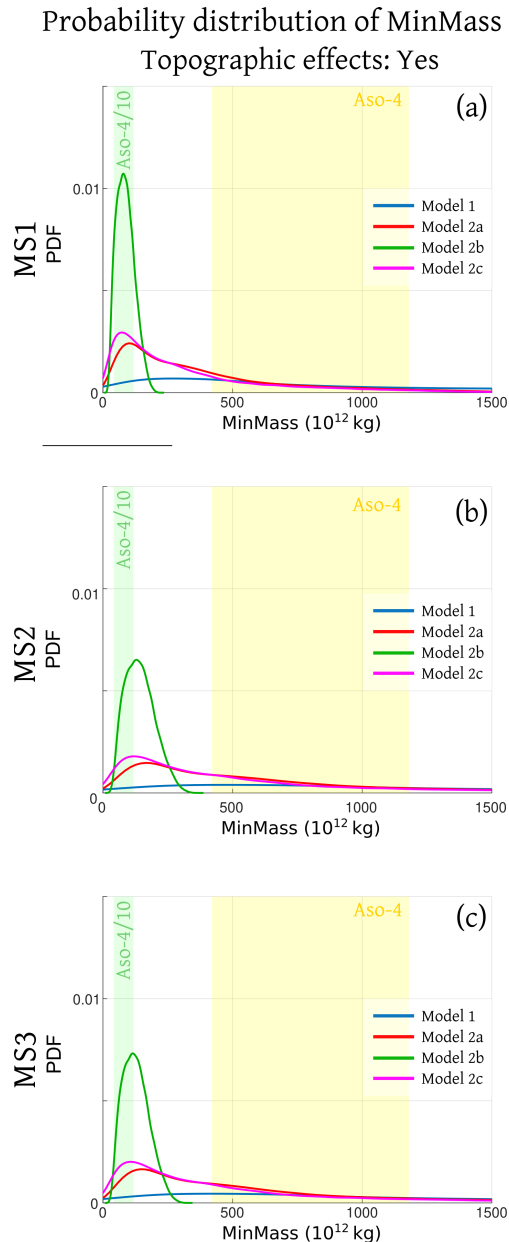 Probability distribution of MinMass
Topographic effects: Yes
Aso-4/10
Aso-4
(a)
0.01
MS1
PDF
Model 1
Model 2a
Model 2b
Model 2c
0
0
500
1000
1500
MinMass (10¹² kg)
Aso-4/10
Aso-4
(b)
0.01
MS2
PDF
Model 1
Model 2a
Model 2b
Model 2c
0
0
500
1000
1500
MinMass (10¹² kg)
Aso-4/10
Aso-4
(c)
0.01
MS3
PDF
Model 1
Model 2a
Model 2b
Model 2c
0
0
500
1000
1500
MinMass (10¹² kg)